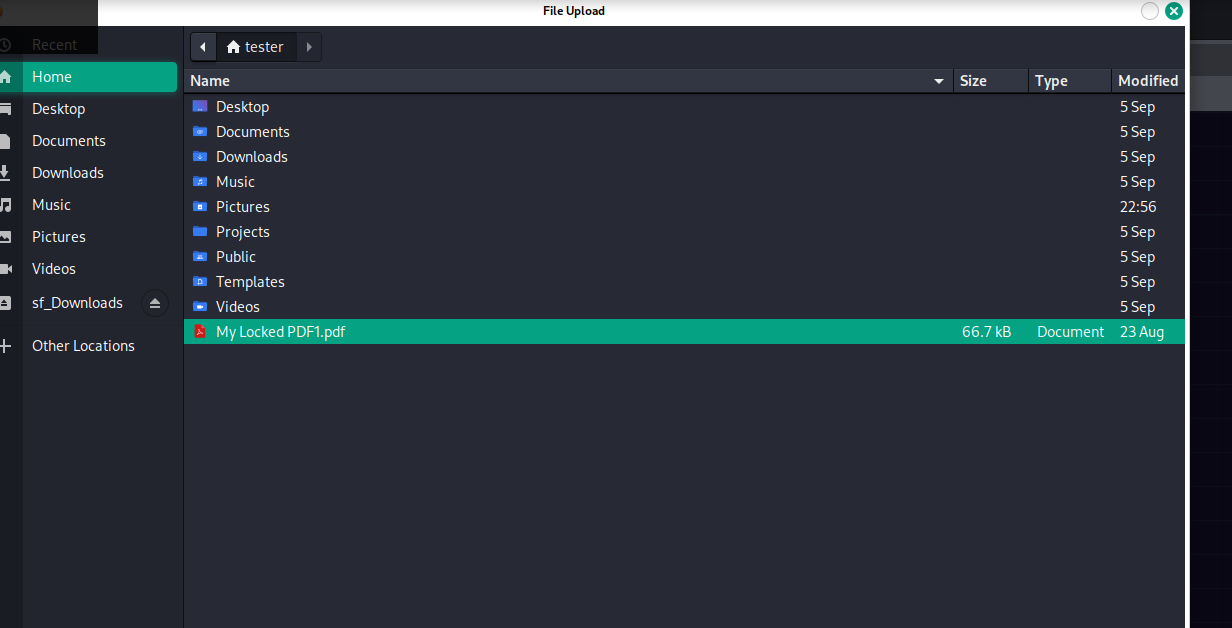 File Upload
Recent
Home
Desktop
Documents
Downloads
Music
Pictures
Videos
sf_Downloads
Other Locations
tester
Name Size Type Modified
Desktop 5 Sep
Documents 5 Sep
Downloads 5 Sep
Music 5 Sep
Pictures 22:56
Projects 5 Sep
Public 5 Sep
Templates 5 Sep
Videos 5 Sep
My Locked PDF1.pdf 66.7 kB Document 23 Aug